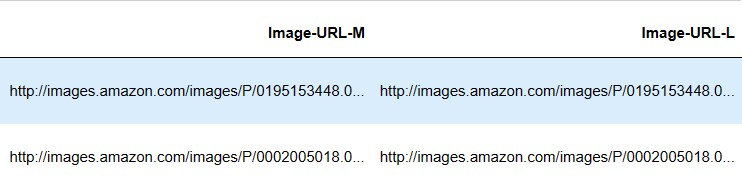 Image-URL-M Image-URL-L
http://images.amazon.com/images/P/0195153448.0... http://images.amazon.com/images/P/0195153448.0...
http://images.amazon.com/images/P/0002005018.0... http://images.amazon.com/images/P/0002005018.0...